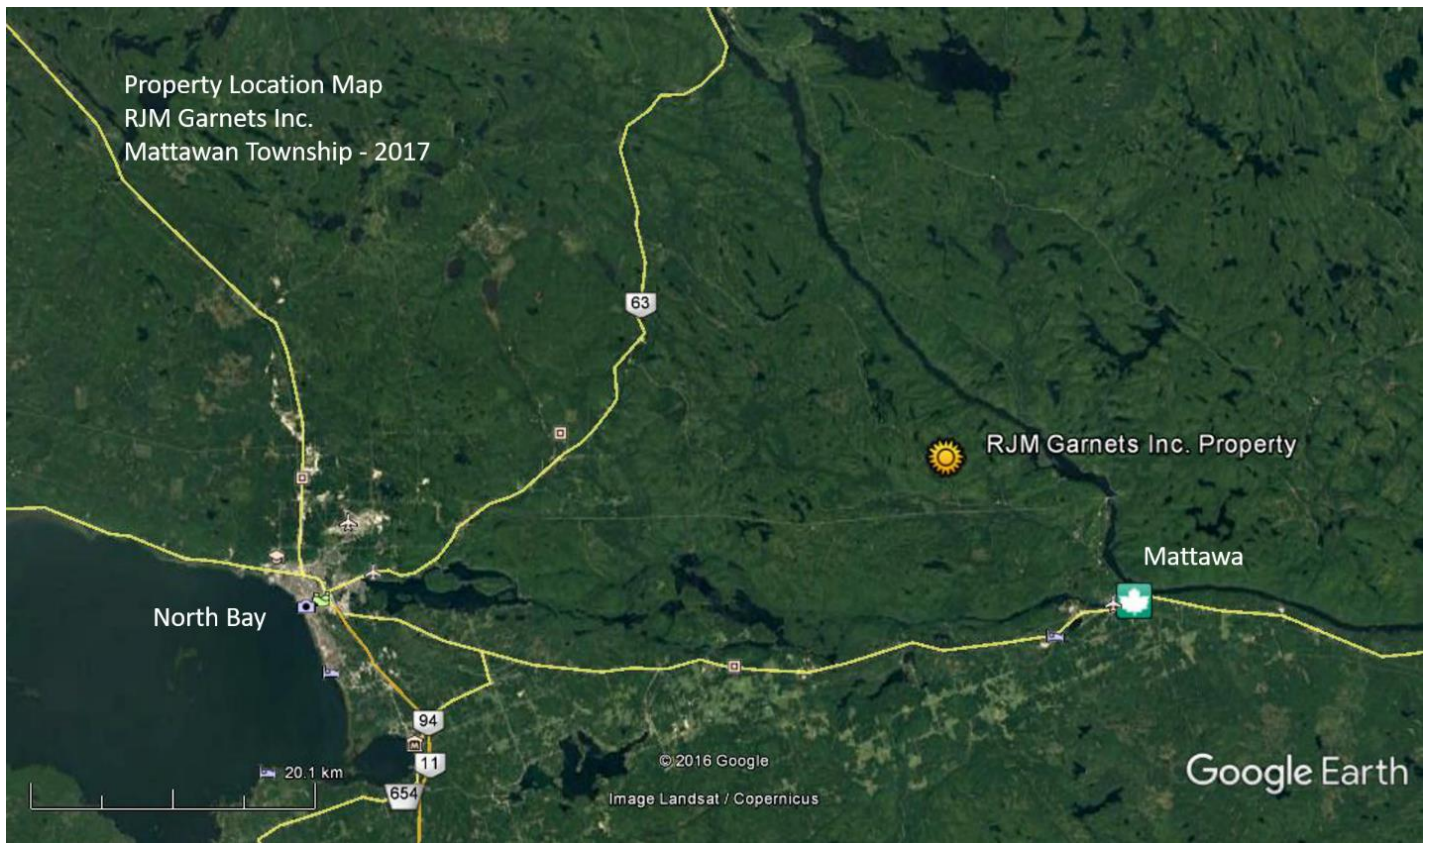 Property Location Map
RJM Garnets Inc.
Mattawan Township - 2017
63
RJM Garnets Inc. Property
Mattawa
North Bay
94
11
654
20.1 km
© 2016 Google
Image Landsat / Copernicus
Google Earth